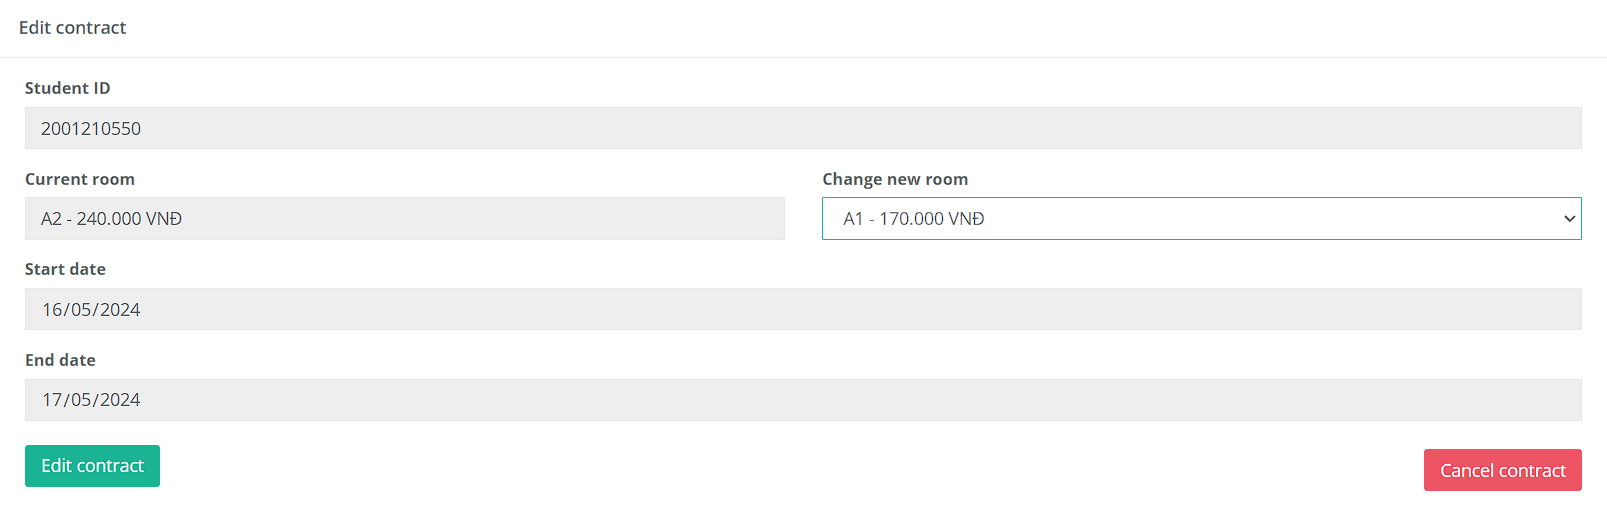 Edit contract
Student ID
2001210550
Current room
Change new room
A2 - 240.000 VNĐ
A1 - 170.000 VNĐ
Start date
16/05/2024
End date
17/05/2024
Edit contract
Cancel contract